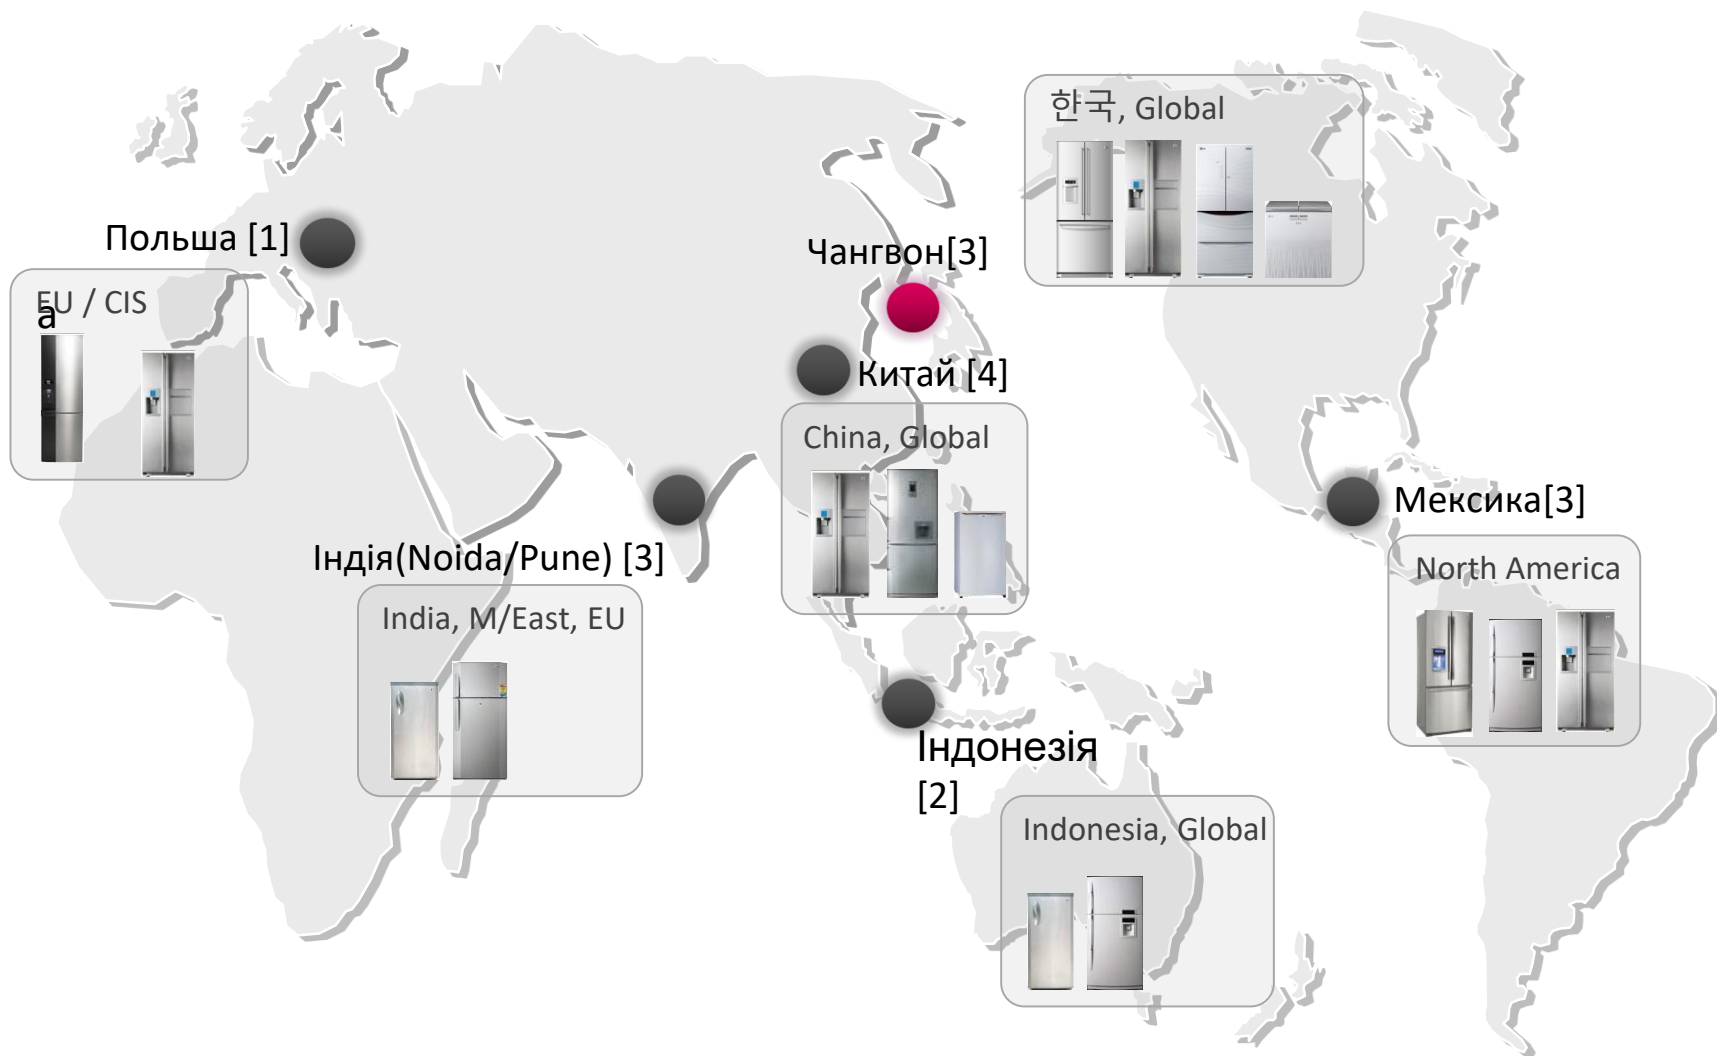 한국, Global
Польша [1]
Чангвон[3]
EU / CIS
а
Китай [4]
China, Global
Мексика[3]
Індія(Noida/Pune) [3]
North America
India, M/East, EU
Індонезія
[2]
Indonesia, Global